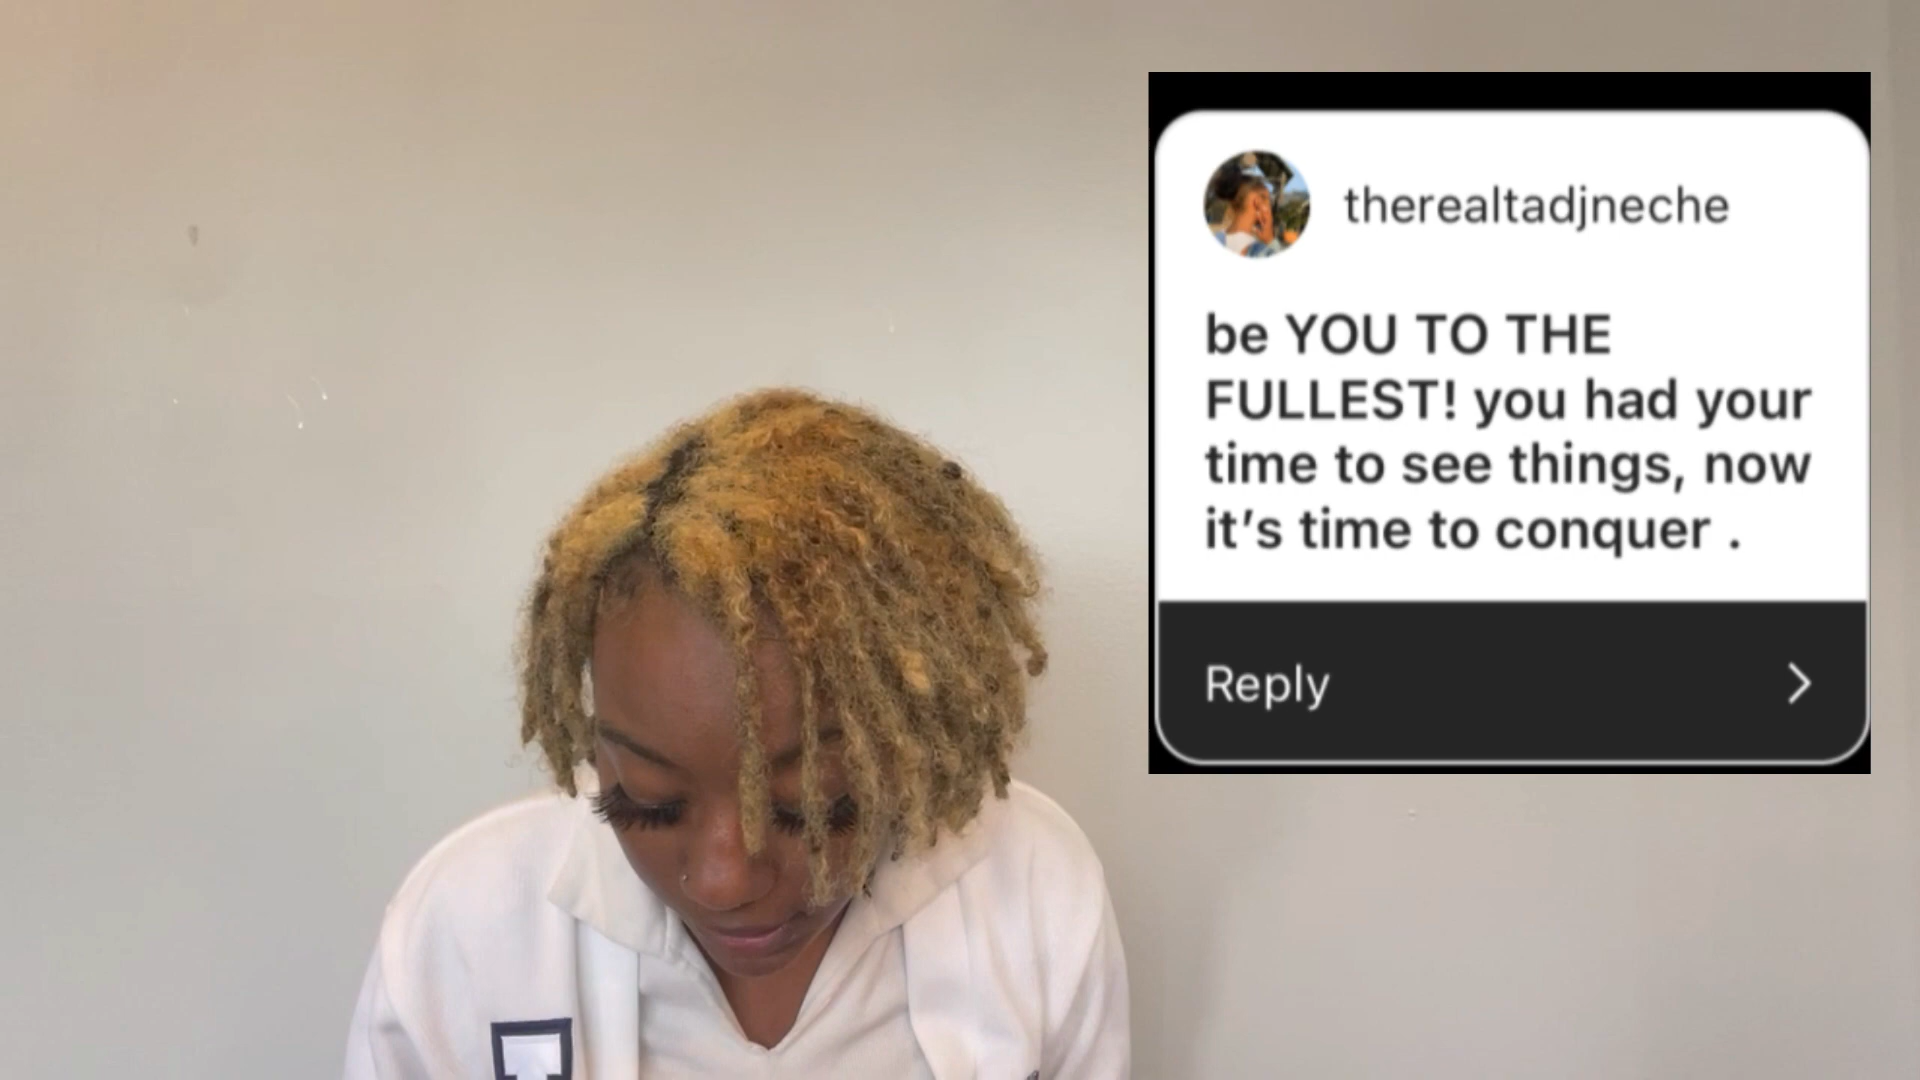 therealtadjneche
be YOU TO THE
FULLEST! you had your
time to see things, now
it’s time to conquer .
Reply